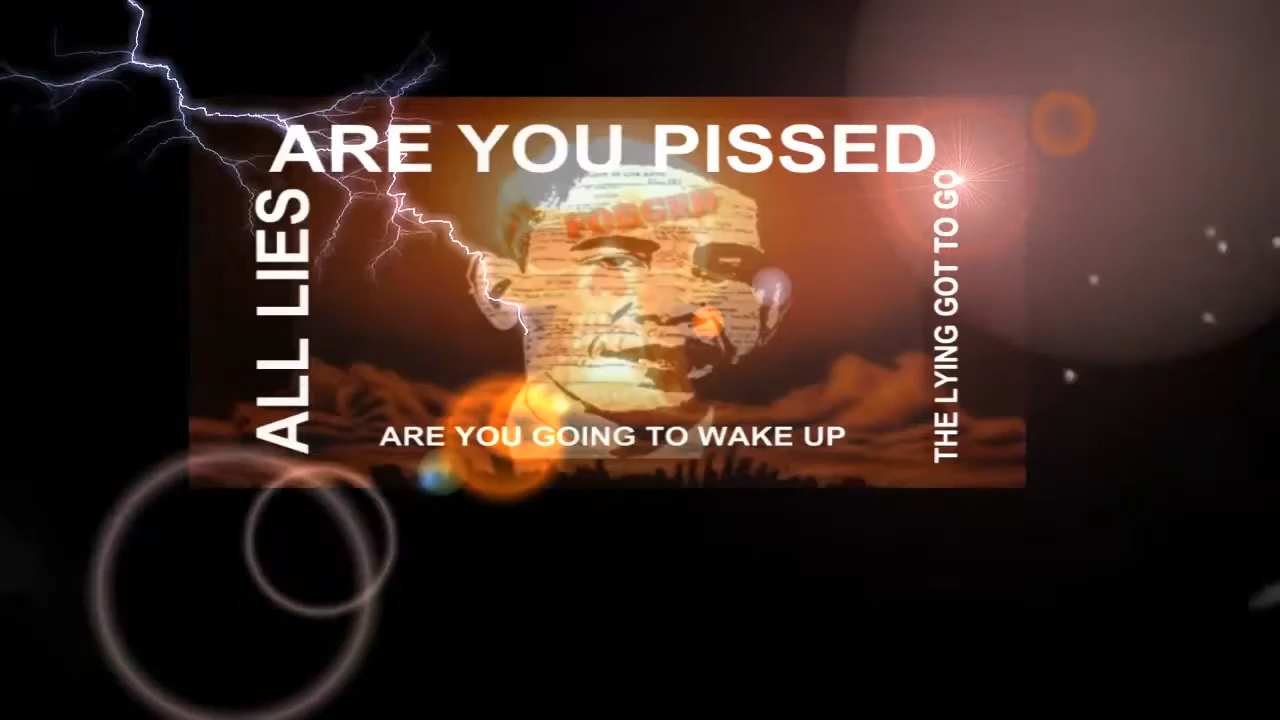 ARE YOU PISSED
ALL LIES
FORGED
THE LYING GOT TO GO
ARE YOU GOING TO WAKE UP